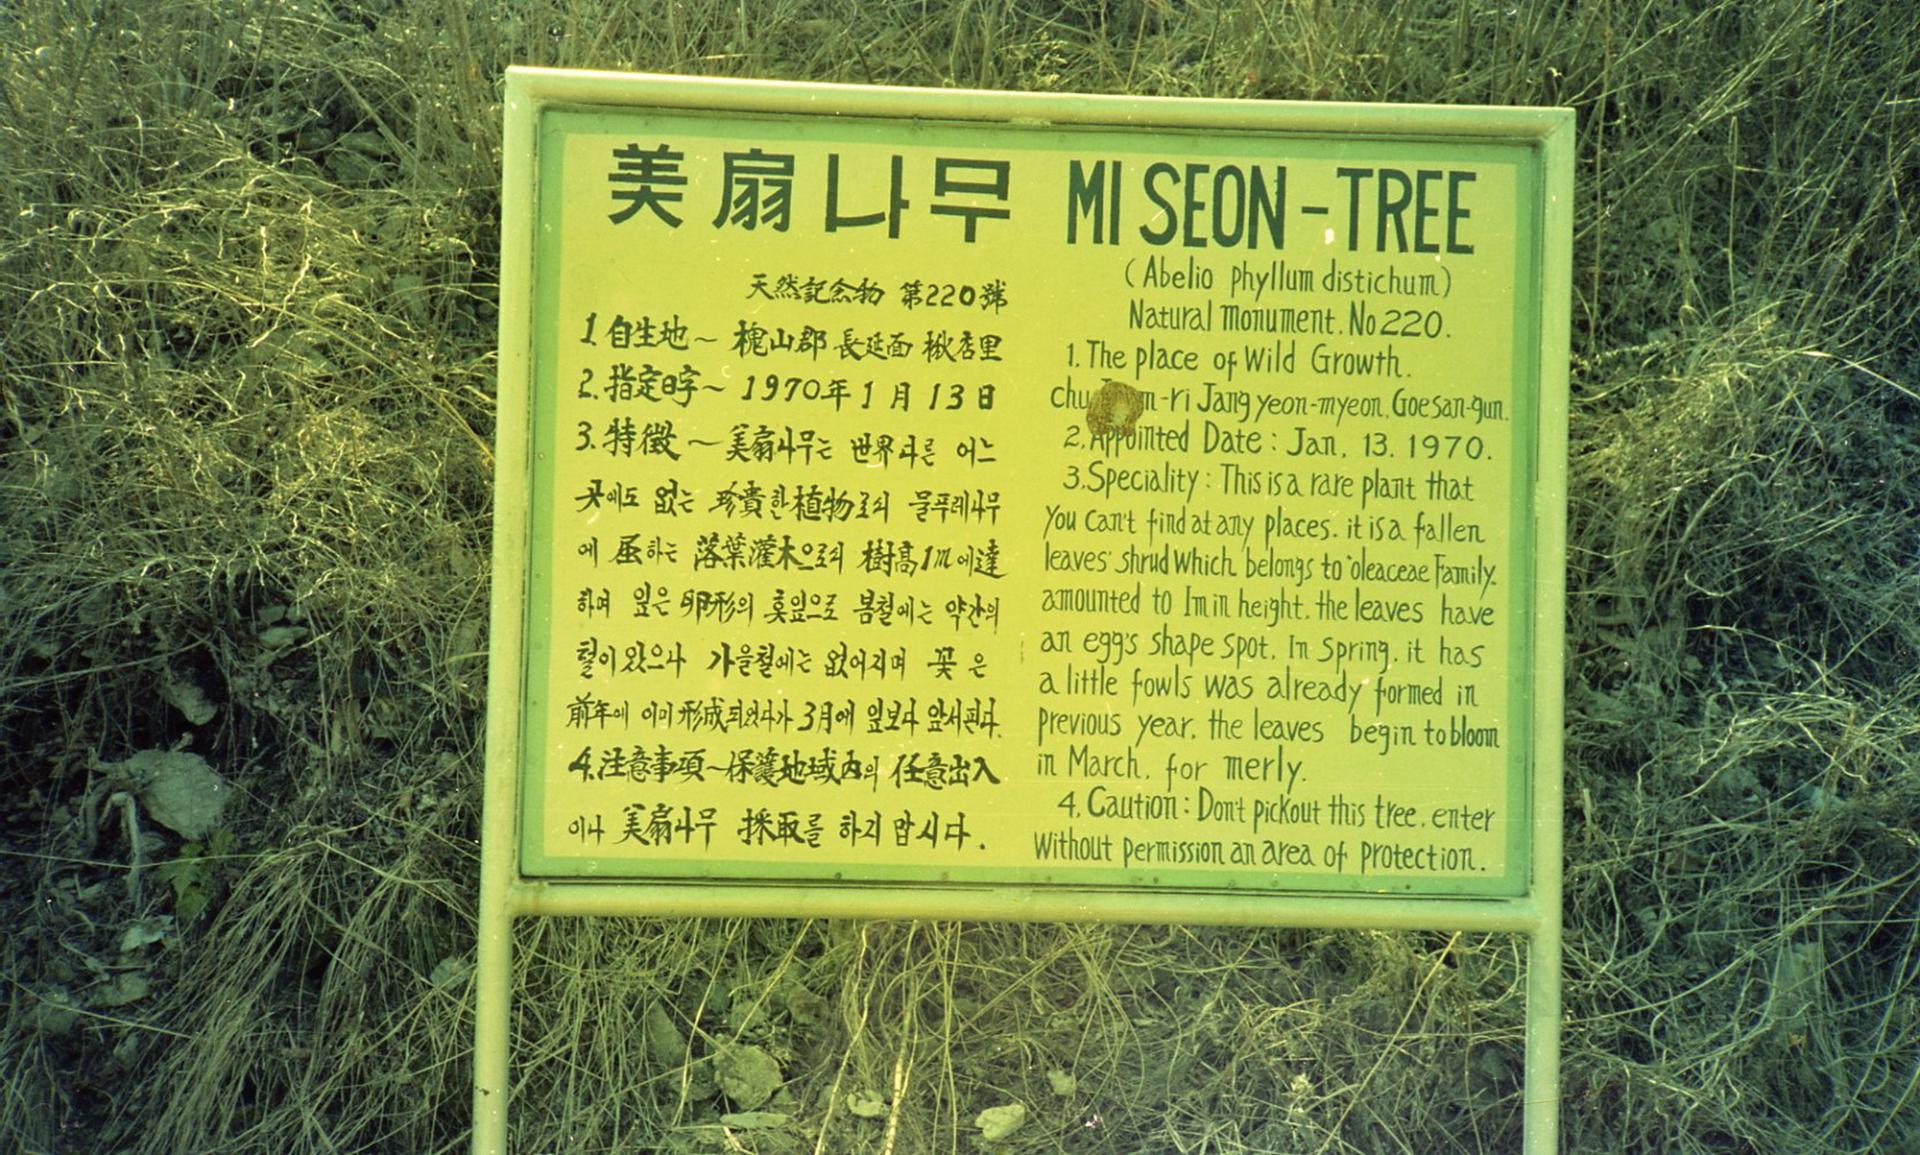 美扇나무
天然記念物 第220號
1.自生地~ 槐山郡 長延面 楸杏里
2.指定日字~ 1970年 1月 13日
3.特徵~ 美扇나무는 世界다른 어느
곳에도 없는 珍貴한 植物로서 물푸레나무
에 屈하는 落葉灌木으로서 樹高1m에達
하며 잎은 卵形의 홑잎으로 봄철에는 약간의
털이있으나 가을철에는 없어지며 꽃은
前年에 이미 形成되었다가 3月에 잎보다 앞서핀다.
4.注意事項~保護地域內의 任意出入
이나 美扇나무 採取를 하지 맙시다.
MI SEON-TREE
(Abelio phyllum distichum)
Natural monument. No 220.
1. The place of Wild Growth.
chu n-ri Jang yeon-myeon. Goesan-gun.
2. Appointed Date : Jan, 13. 1970.
3. Speciality : This is a rare plant that
you can't find at any places. it is a fallen
leaves' shrud which belongs to "oleaceae Family.
amounted to 1m in height. the leaves have
an egg's shape spot. In spring. it has
a little fowls was already formed in
previous year. the leaves begin to bloom
in March. for merly.
4. Caution : Don't pickout this tree. enter
without permission an area of protection.